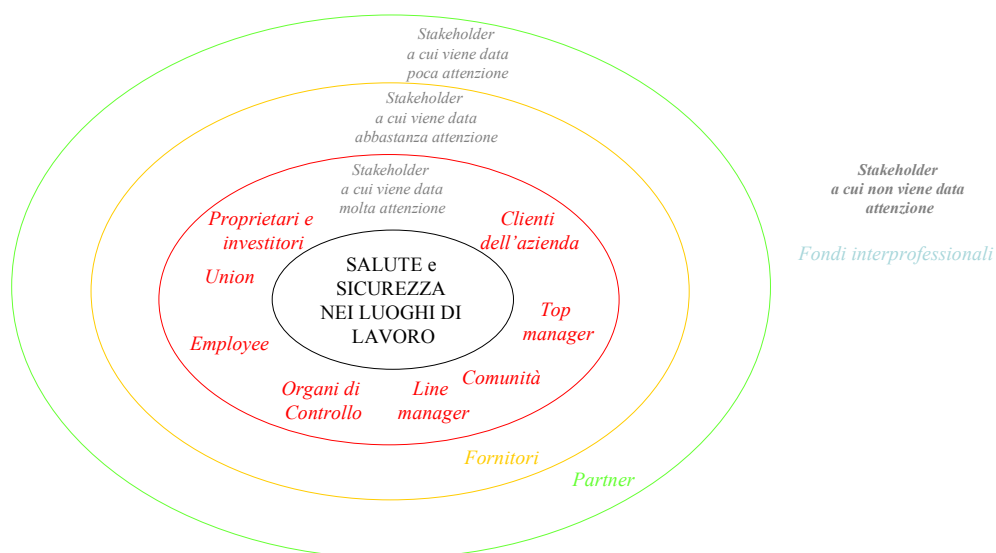 Stakeholder
a cui viene data
poca attenzione
Stakeholder
a cui viene data
abbastanza attenzione
Stakeholder
a cui viene data
molta attenzione
Stakeholder
a cui non viene data
attenzione
Proprietari e
investitori
Clienti
dell'azienda
Fondi interprofessionali
Union
SALUTE e
SICUREZZA
NEI LUOGHI DI
LAVORO
Top
manager
Employee
Organi di
Controllo
Line
manager
Comunità
Fornitori
Partner